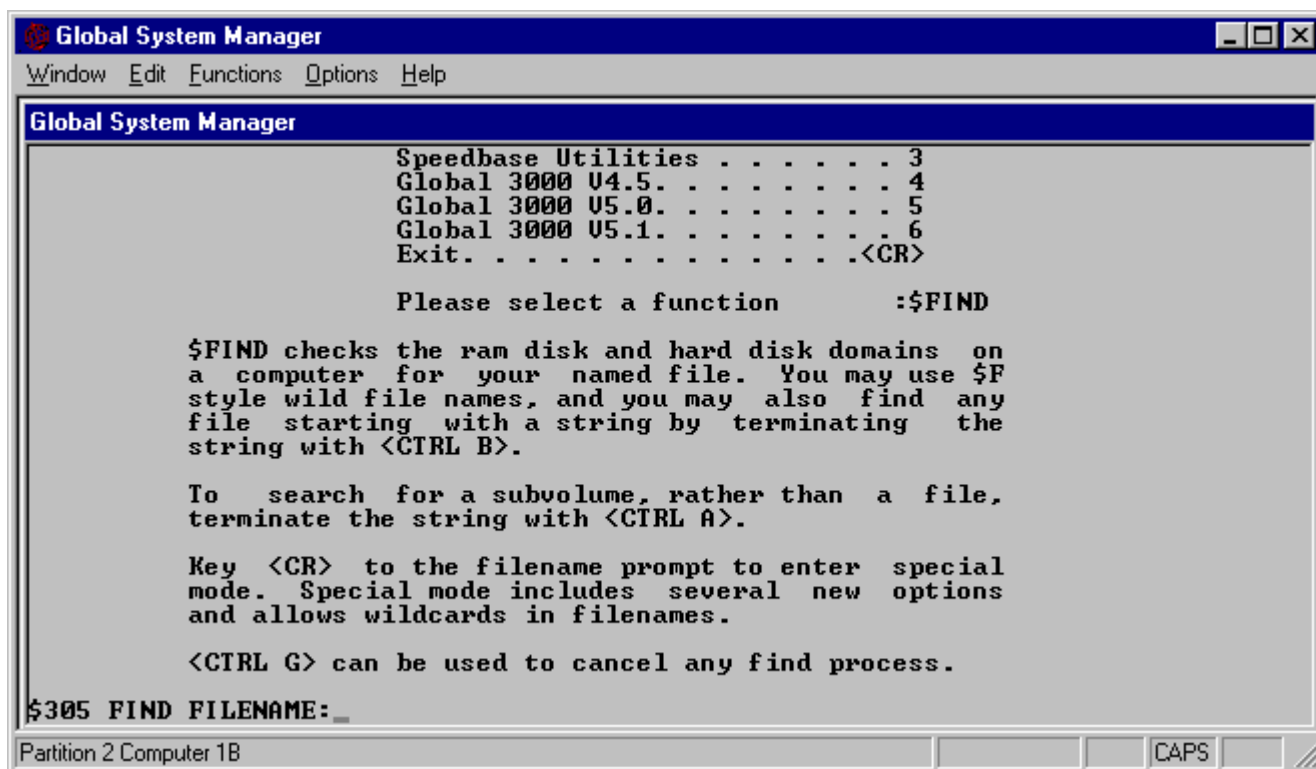 Global System Manager
Window Edit Functions Options Help
Global System Manager
Speedbase Utilities . . . . . . 3
Global 3000 V4.5. . . . . . . . 4
Global 3000 V5.0. . . . . . . . 5
Global 3000 V5.1. . . . . . . . 6
Exit. . . . . . . . . . . . . .<CR>
Please select a function :$FIND
$FIND checks the ram disk and hard disk domains on
a computer for your named file. You may use $F
style wild file names, and you may also find any
file starting with a string by terminating the
string with <CTRL B>.
To search for a subvolume, rather than a file,
terminate the string with <CTRL A>.
Key <CR> to the filename prompt to enter special
mode. Special mode includes several new options
and allows wildcards in filenames.
<CTRL G> can be used to cancel any find process.
$305 FIND FILENAME:_
Partition 2 Computer 1B CAPS